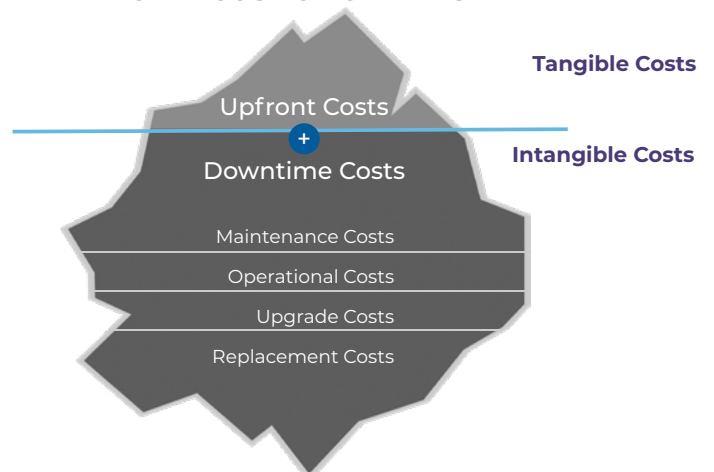 Tangible Costs
Upfront Costs
+
Intangible Costs
Downtime Costs
Maintenance Costs
Operational Costs
Upgrade Costs
Replacement Costs